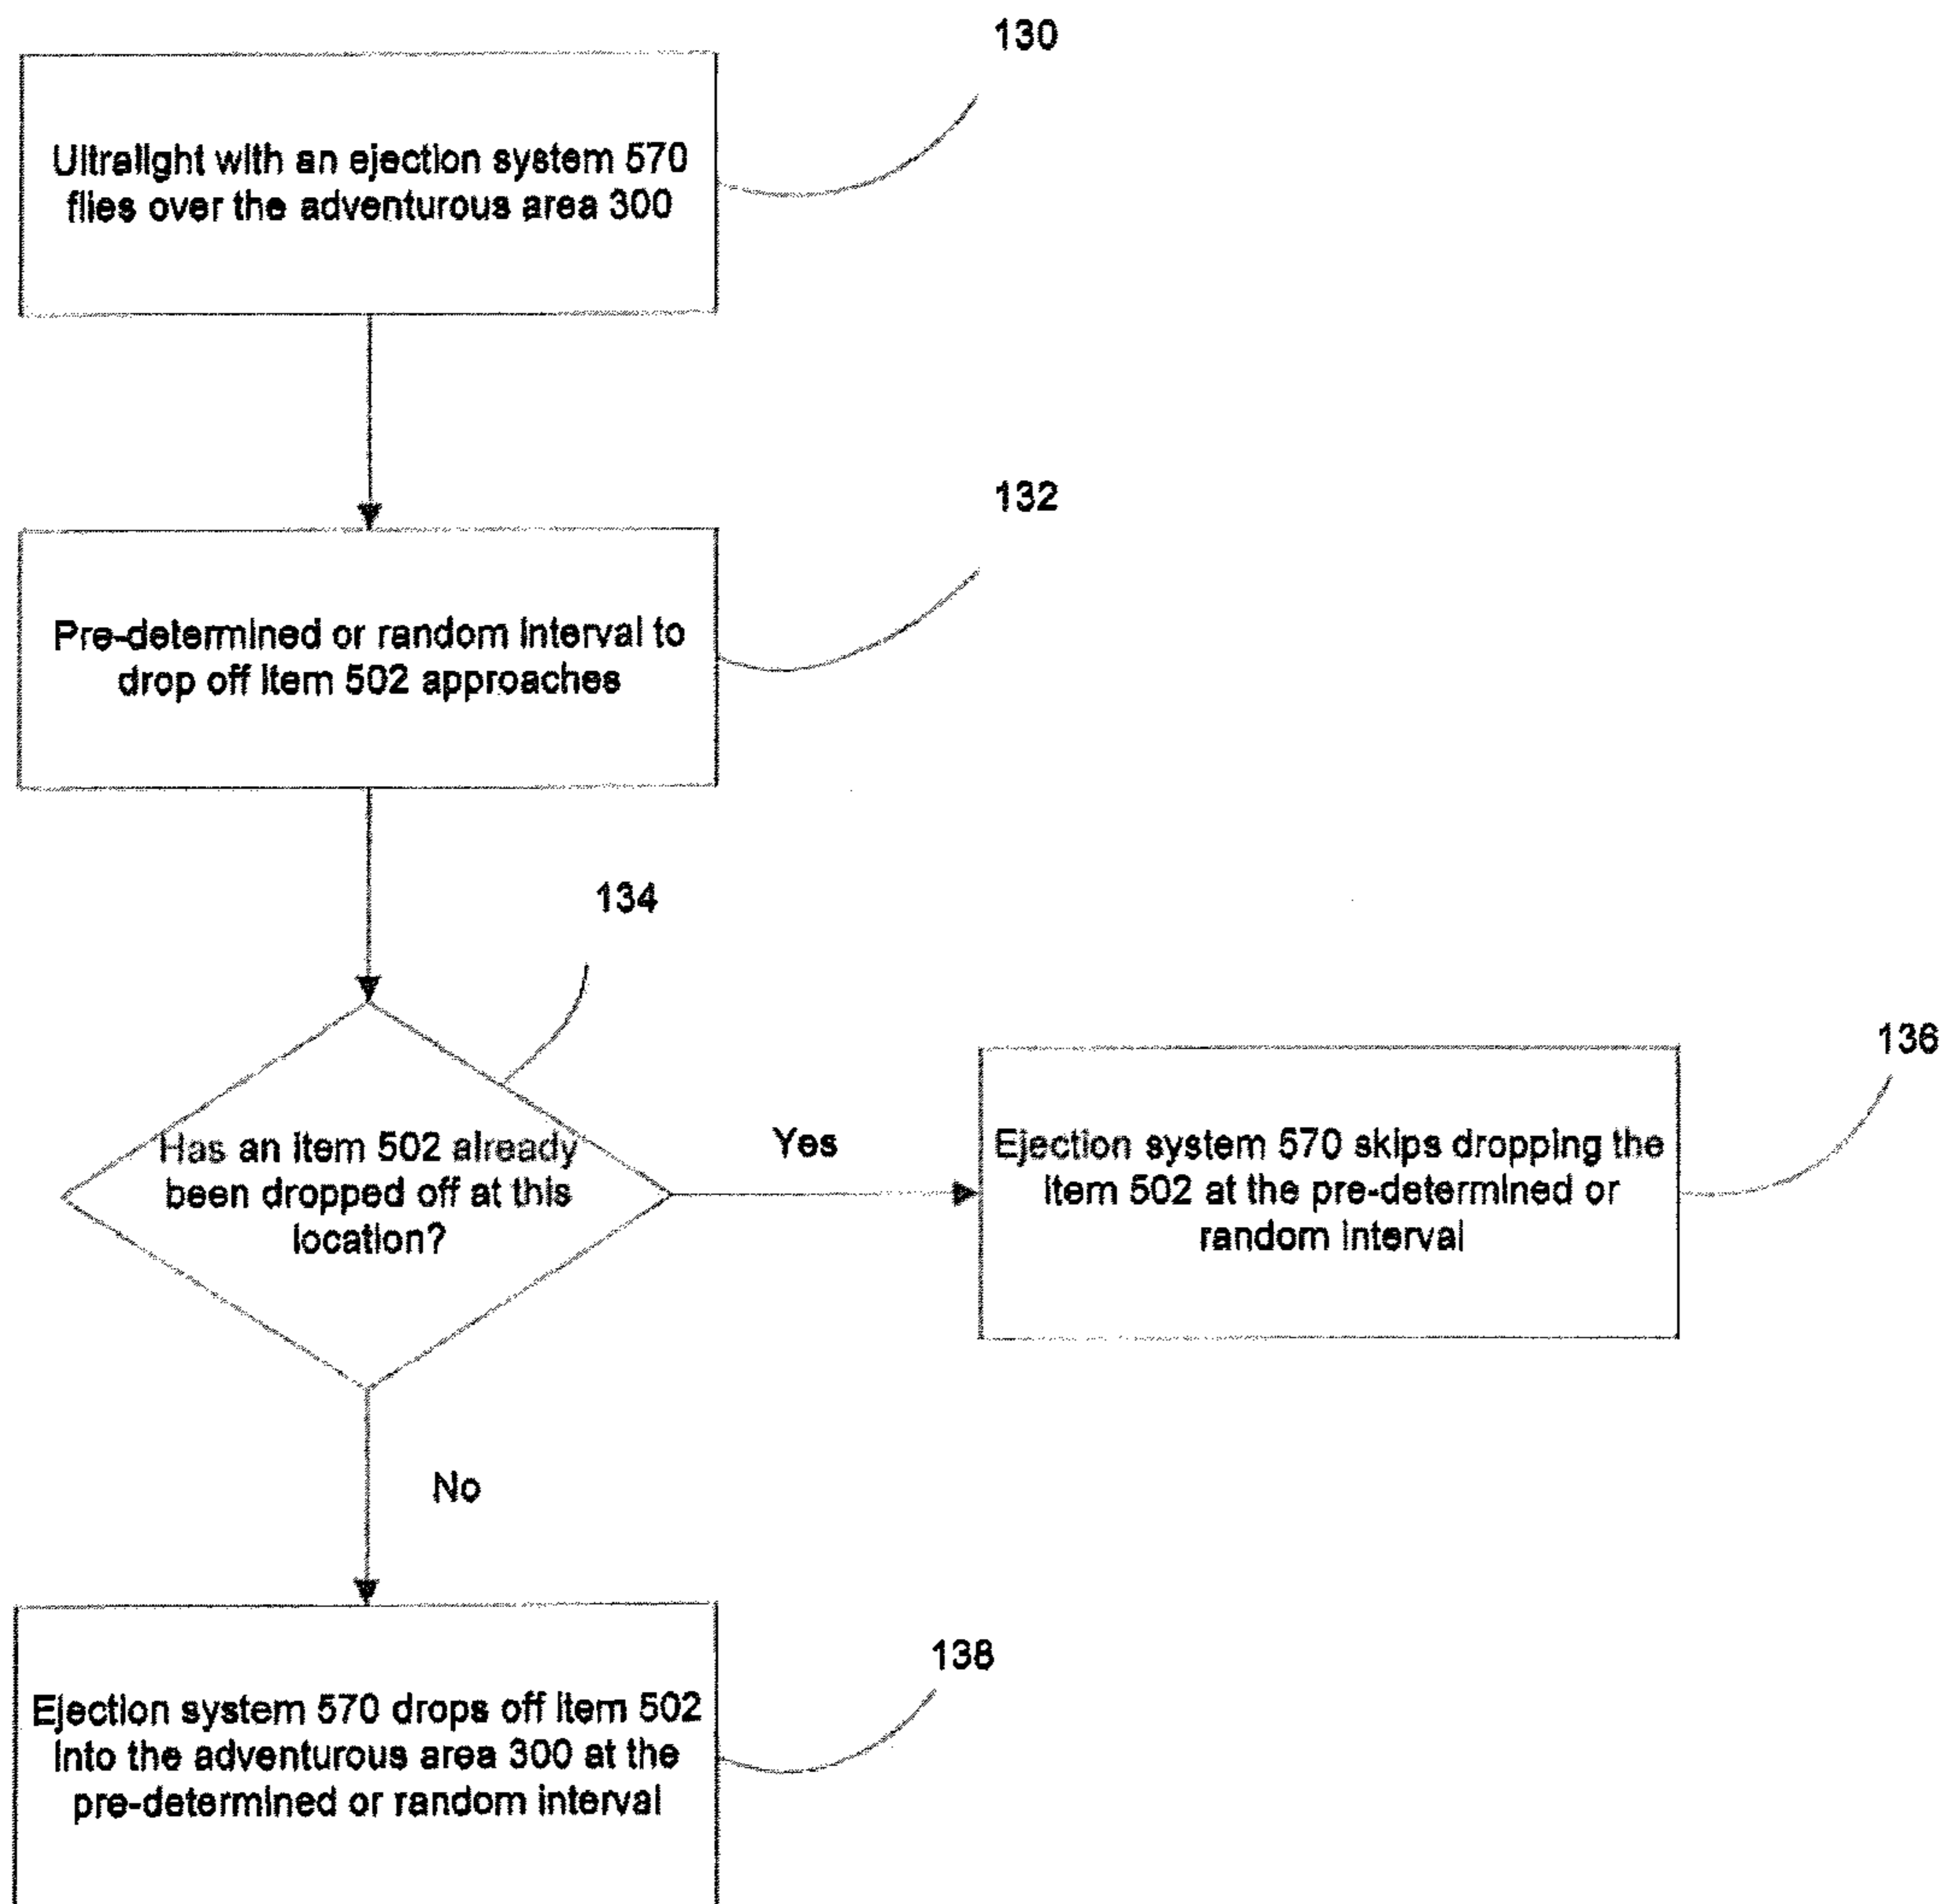 130
Ultralight with an ejection system 570
flies over the adventurous area 300
132
Pre-determined or random interval to
drop off item 502 approaches
134
Has an item 502 already
been dropped off at this
location?
Yes
136
Ejection system 570 skips dropping the
item 502 at the pre-determined or
random interval
No
138
Ejection system 570 drops off item 502
into the adventurous area 300 at the
pre-determined or random interval